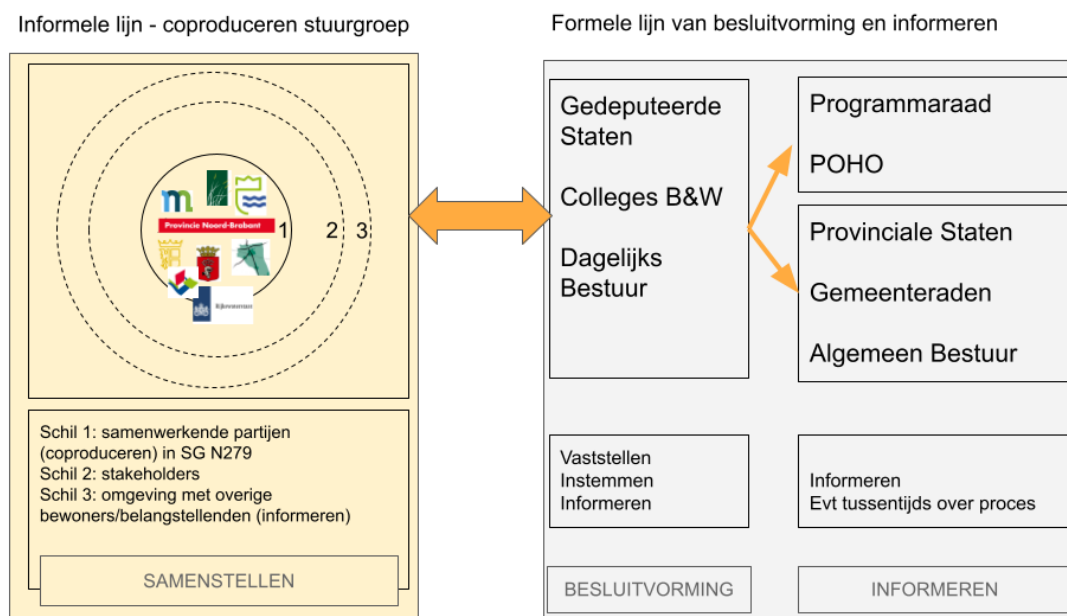 Informele lijn - coproduceren stuurgroep
Provincie Noord-Brabant
Rijkswaterstaat
1
2
3
Schil 1: samenwerkende partijen
(coproduceren) in SG N279
Schil 2: stakeholders
Schil 3: omgeving met overige
bewoners/belangstellenden (informeren)
SAMENSTELLEN
Formele lijn van besluitvorming en informeren
Gedeputeerde
Staten
Colleges B&W
Dagelijks
Bestuur
Programmaraad
POHO
Provinciale Staten
Gemeenteraden
Algemeen Bestuur
Vaststellen
Instemmen
Informeren
Informeren
Evt tussentijds over proces
BESLUITVORMING
INFORMEREN